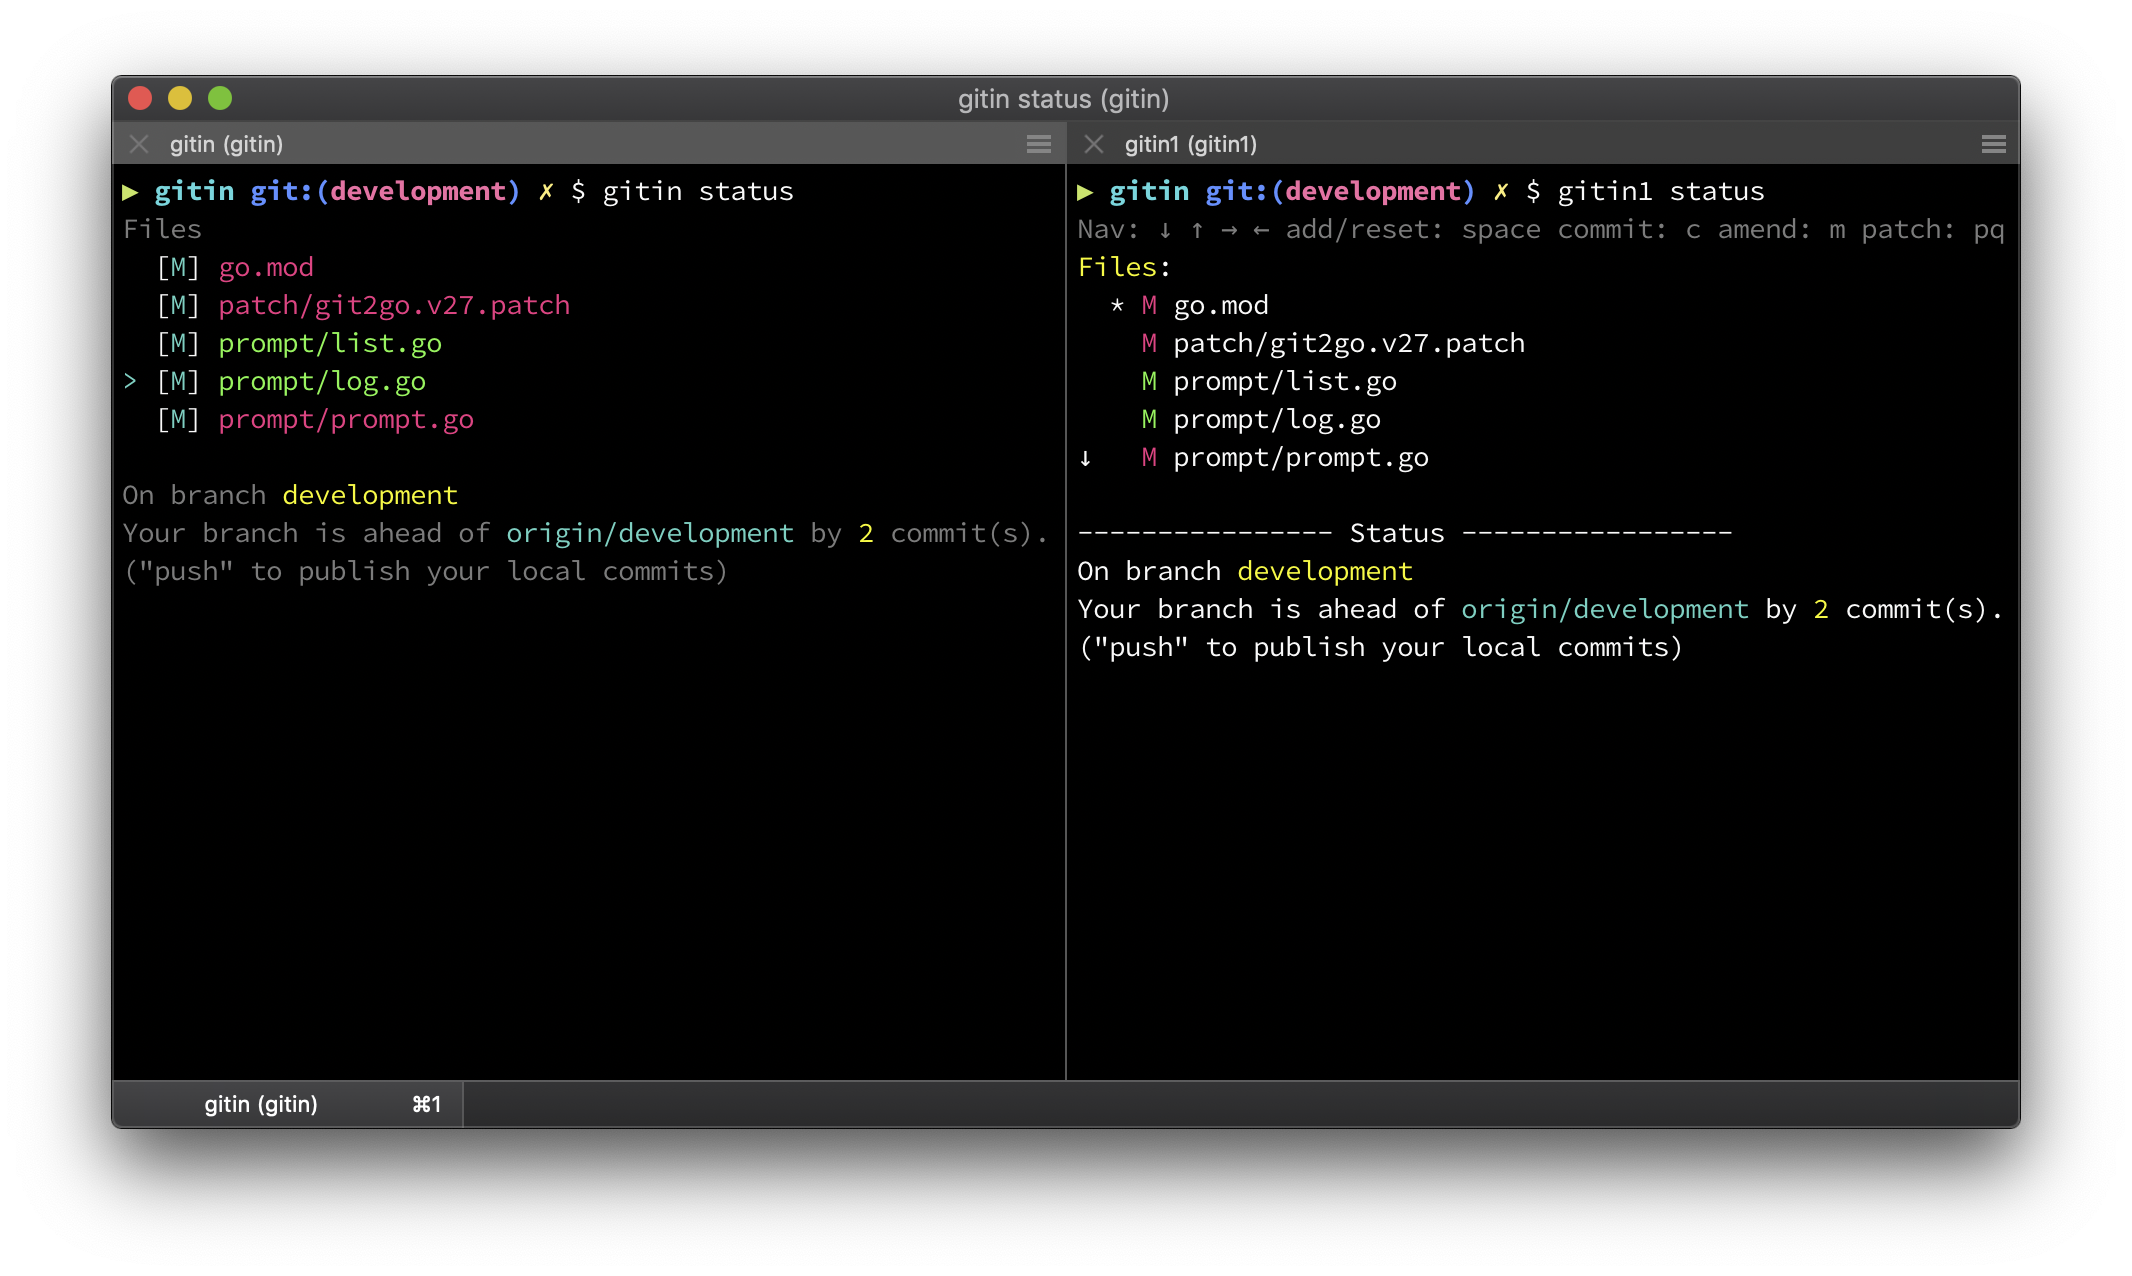 gitin status (gitin)
gitin (gitin)
▶ gitin git:(development) ✗ $ gitin status
Files
[M] go.mod
[M] patch/git2go.v27.patch
[M] prompt/list.go
> [M] prompt/log.go
[M] prompt/prompt.go
On branch development
Your branch is ahead of origin/development by 2 commit(s).
("push" to publish your local commits)
gitin1 (gitin1)
▶ gitin git:(development) ✗ $ gitin1 status
Nav: ↓ ↑ → ← add/reset: space commit: c amend: m patch: pq
Files:
* M go.mod
M patch/git2go.v27.patch
M prompt/list.go
M prompt/log.go
↓ M prompt/prompt.go
---------------- Status -----------------
On branch development
Your branch is ahead of origin/development by 2 commit(s).
("push" to publish your local commits)
gitin (gitin) ⌘1